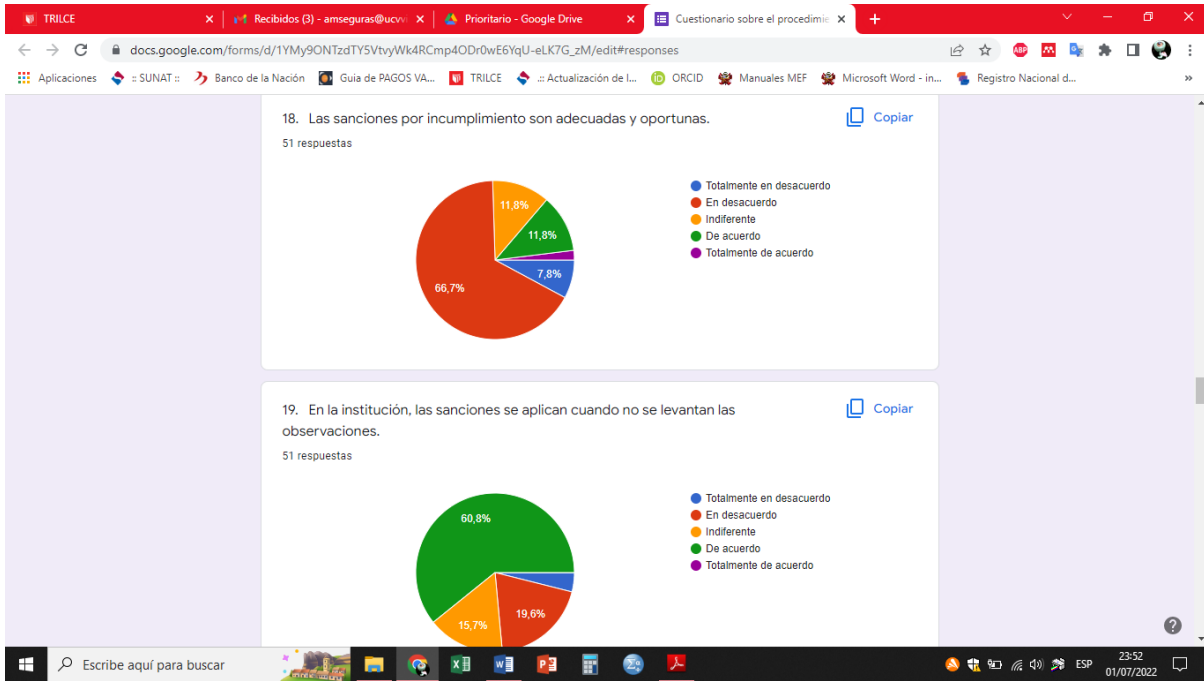 TRILCE
Recibidos (3) - amseguras@ucvvi
Prioritario - Google Drive
Cuestionario sobre el procedimie
docs.google.com/forms/d/1YMy9ONTzdTY5VtvyWk4RCmp4ODr0wE6YqU-eLK7G_zM/edit#responses
Aplicaciones
:: SUNAT ::
Banco de la Nación
Guia de PAGOS VA...
TRILCE
.:: Actualización de l...
ORCID
Manuales MEF
Microsoft Word - in...
Registro Nacional d...
»
18. Las sanciones por incumplimiento son adecuadas y oportunas.
Copiar
51 respuestas
Totalmente en desacuerdo
En desacuerdo
Indiferente
De acuerdo
Totalmente de acuerdo
11,8%
11,8%
7,8%
66,7%
19. En la institución, las sanciones se aplican cuando no se levantan las
observaciones.
Copiar
51 respuestas
Totalmente en desacuerdo
En desacuerdo
Indiferente
De acuerdo
Totalmente de acuerdo
60,8%
19,6%
15,7%
Escribe aquí para buscar
ESP
23:52
01/07/2022